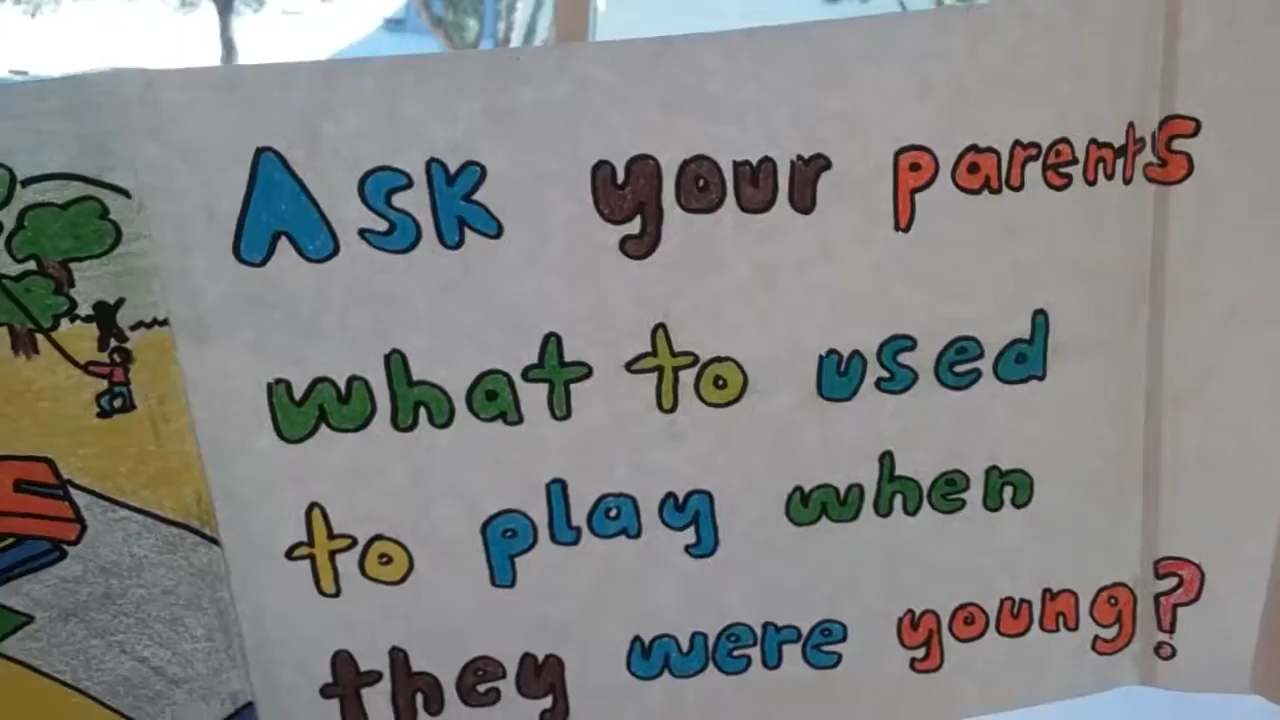 Ask your parents
what to used
to play when
they were young?